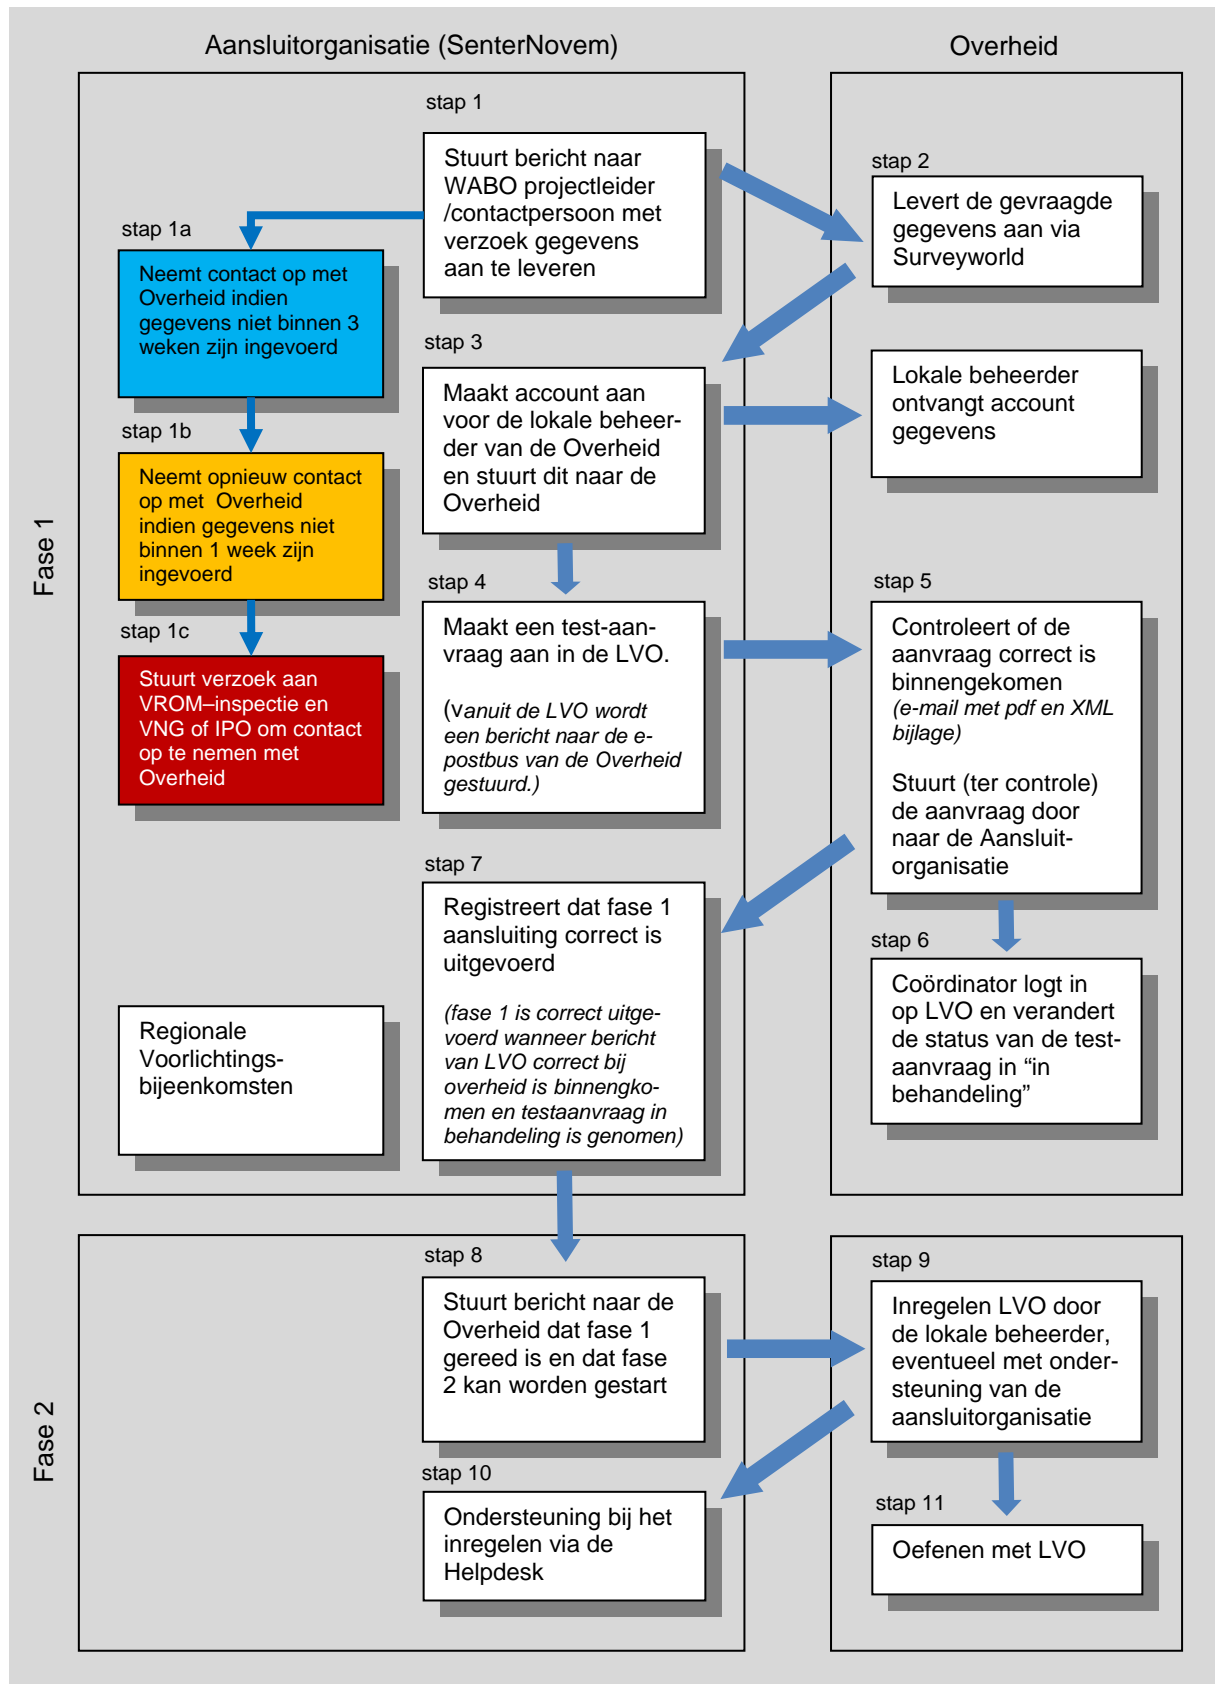 Aansluitorganisatie (SenterNovem)
Overheid
Fase 1
stap 1
Stuurt bericht naar
WABO projectleider
/contactpersoon met
verzoek gegevens
aan te leveren
stap 1a
Neemt contact op met
Overheid indien
gegevens niet binnen 3
weken zijn ingevoerd
stap 1b
Neemt opnieuw contact
op met  Overheid
indien gegevens niet
binnen 1 week zijn
ingevoerd
stap 1c
Stuurt verzoek aan
VROM–inspectie en
VNG of IPO om contact
op te nemen met
Overheid
stap 2
Levert de gevraagde
gegevens aan via
Surveyworld
stap 3
Maakt account aan
voor de lokale beheer-
der van de Overheid
en stuurt dit naar de
Overheid
Lokale beheerder
ontvangt account
gegevens
stap 4
Maakt een test-aan-
vraag aan in de LVO.
(vanuit de LVO wordt
een bericht naar de e-
postbus van de Overheid
gestuurd.)
stap 5
Controleert of de
aanvraag correct is
binnengekomen
(e-mail met pdf en XML
bijlage)
Stuurt (ter controle)
de aanvraag door
naar de Aansluit-
organisatie
stap 6
Coördinator logt in
op LVO en verandert
de status van de test-
aanvraag in “in
behandeling”
stap 7
Registreert dat fase 1
aansluiting correct is
uitgevoerd
(fase 1 is correct uitge-
voerd wanneer bericht
van LVO correct bij
overheid is binnengko-
men en testaanvraag in
behandeling is genomen)
Regionale
Voorlichtings-
bijeenkomsten
Fase 2
stap 8
Stuurt bericht naar de
Overheid dat fase 1
gereed is en dat fase
2 kan worden gestart
stap 9
Inregelen LVO door
de lokale beheerder,
eventueel met onder-
steuning van de
aansluitorganisatie
stap 10
Ondersteuning bij het
inregelen via de
Helpdesk
stap 11
Oefenen met LVO